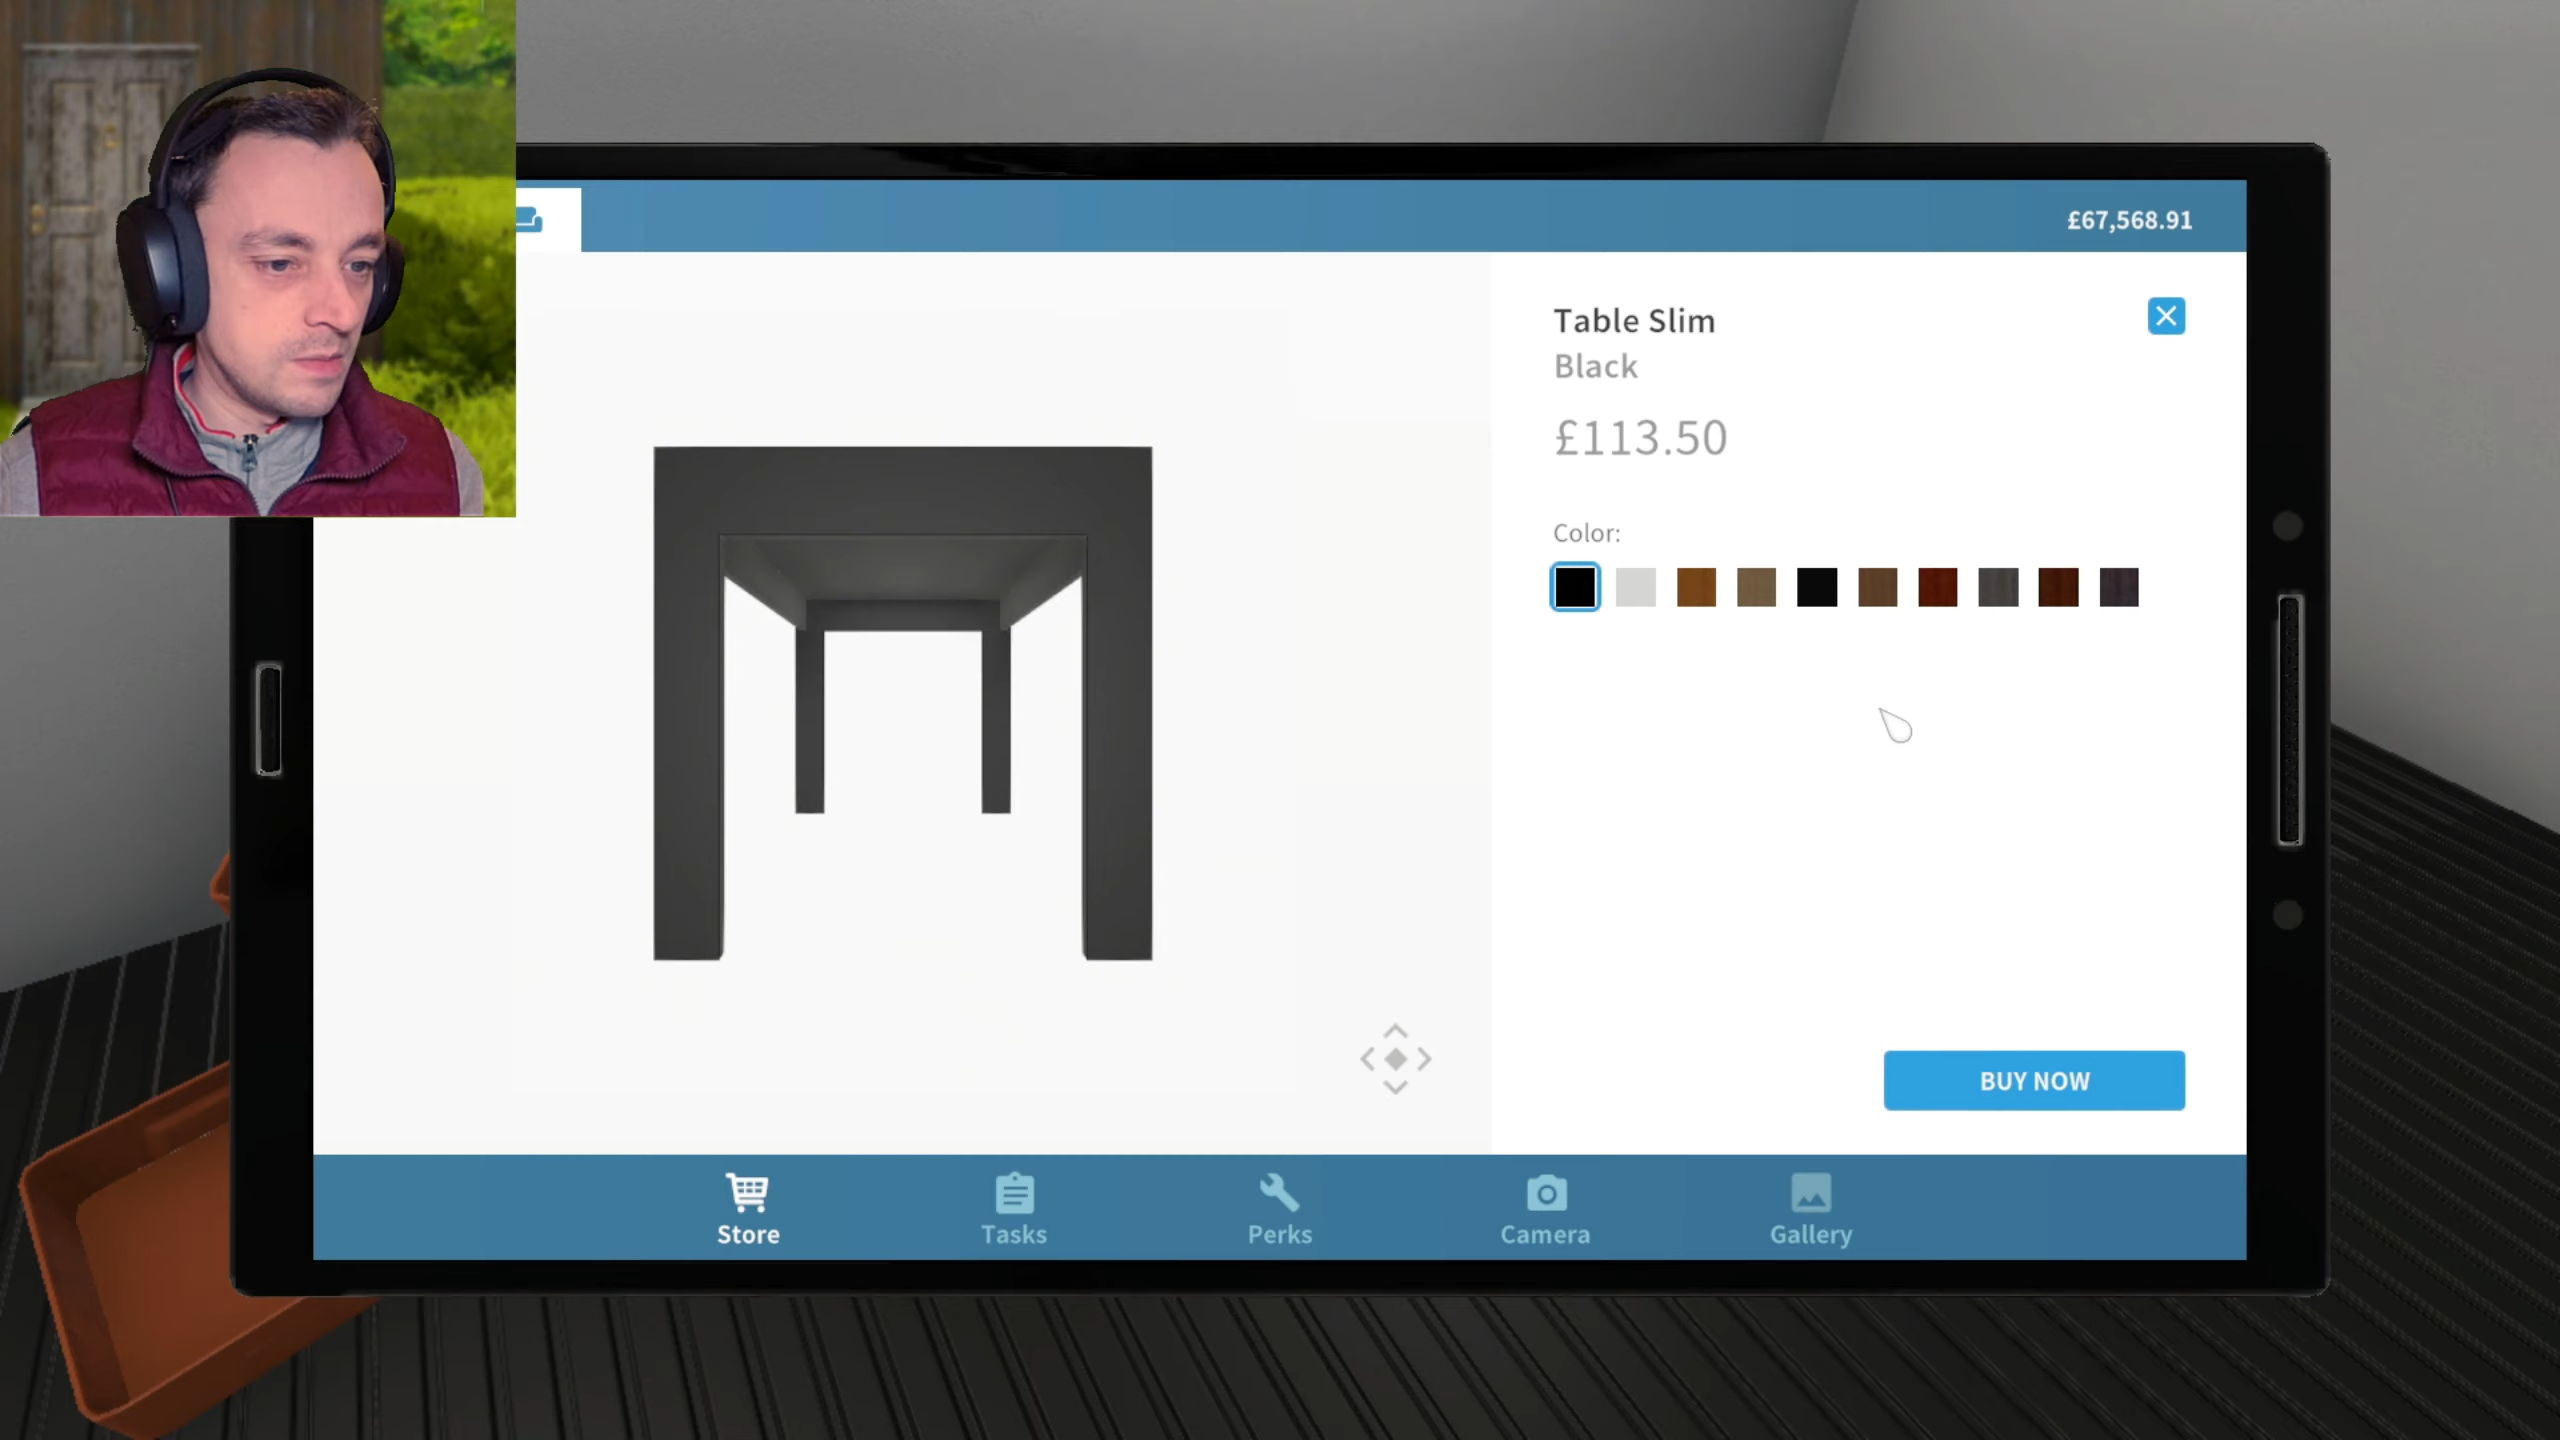 £67,568.91
Table Slim
Black
£113.50
Color:
BUY NOW
Store
Tasks
Perks
Camera
Gallery